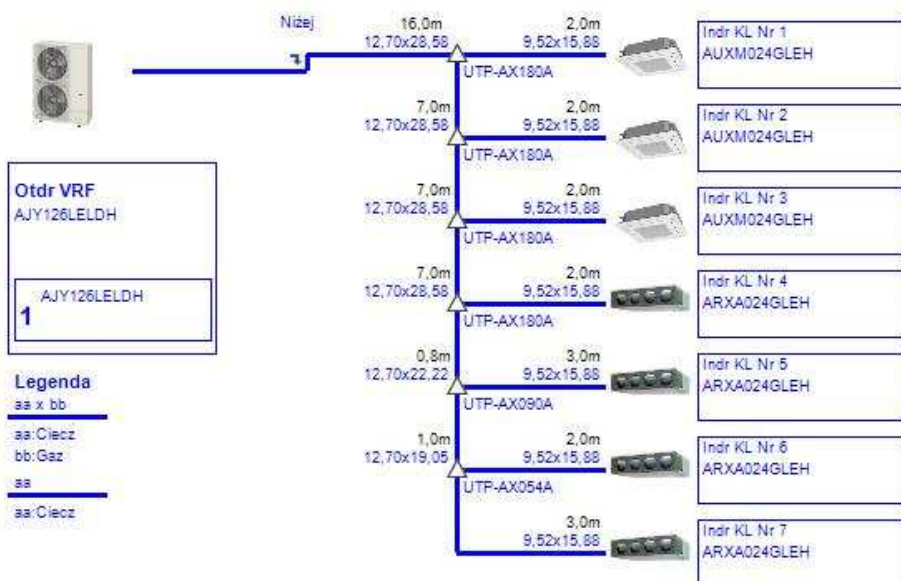 Niżej
16,0m
12,70x28,58
2,0m
9,52x15,88
UTP-AX180A
Indr KL Nr 1
AUXM024GLEH
7,0m
12,70x28,58
2,0m
9,52x15,88
UTP-AX180A
Indr KL Nr 2
AUXM024GLEH
7,0m
12,70x28,58
2,0m
9,52x15,88
UTP-AX180A
Indr KL Nr 3
AUXM024GLEH
7,0m
12,70x28,58
2,0m
9,52x15,88
UTP-AX180A
Indr KL Nr 4
ARXA024GLEH
0,8m
12,70x22,22
3,0m
9,52x15,88
UTP-AX090A
Indr KL Nr 5
ARXA024GLEH
1,0m
12,70x19,05
2,0m
9,52x15,88
UTP-AX054A
Indr KL Nr 6
ARXA024GLEH
3,0m
9,52x15,88
Indr KL Nr 7
ARXA024GLEH
Otdr VRF
AJY126LELDH
AJY126LELDH
1
Legenda
aa x bb
aa:Ciecz
bb:Gaz
aa
aa:Ciecz